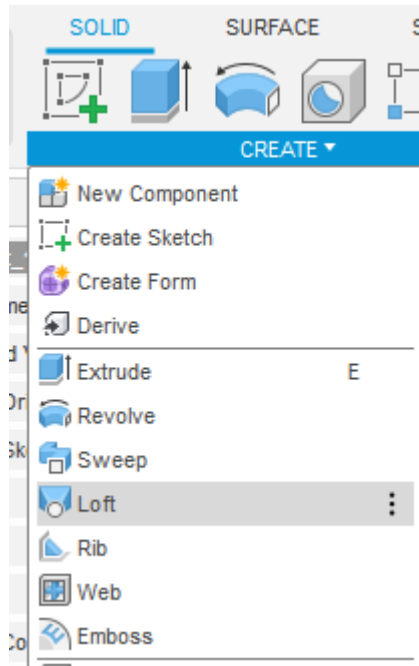 SOLID SURFACE
CREATE
New Component
Create Sketch
Create Form
Derive
Extrude E
Revolve
Sweep
Loft
Rib
Web
Emboss